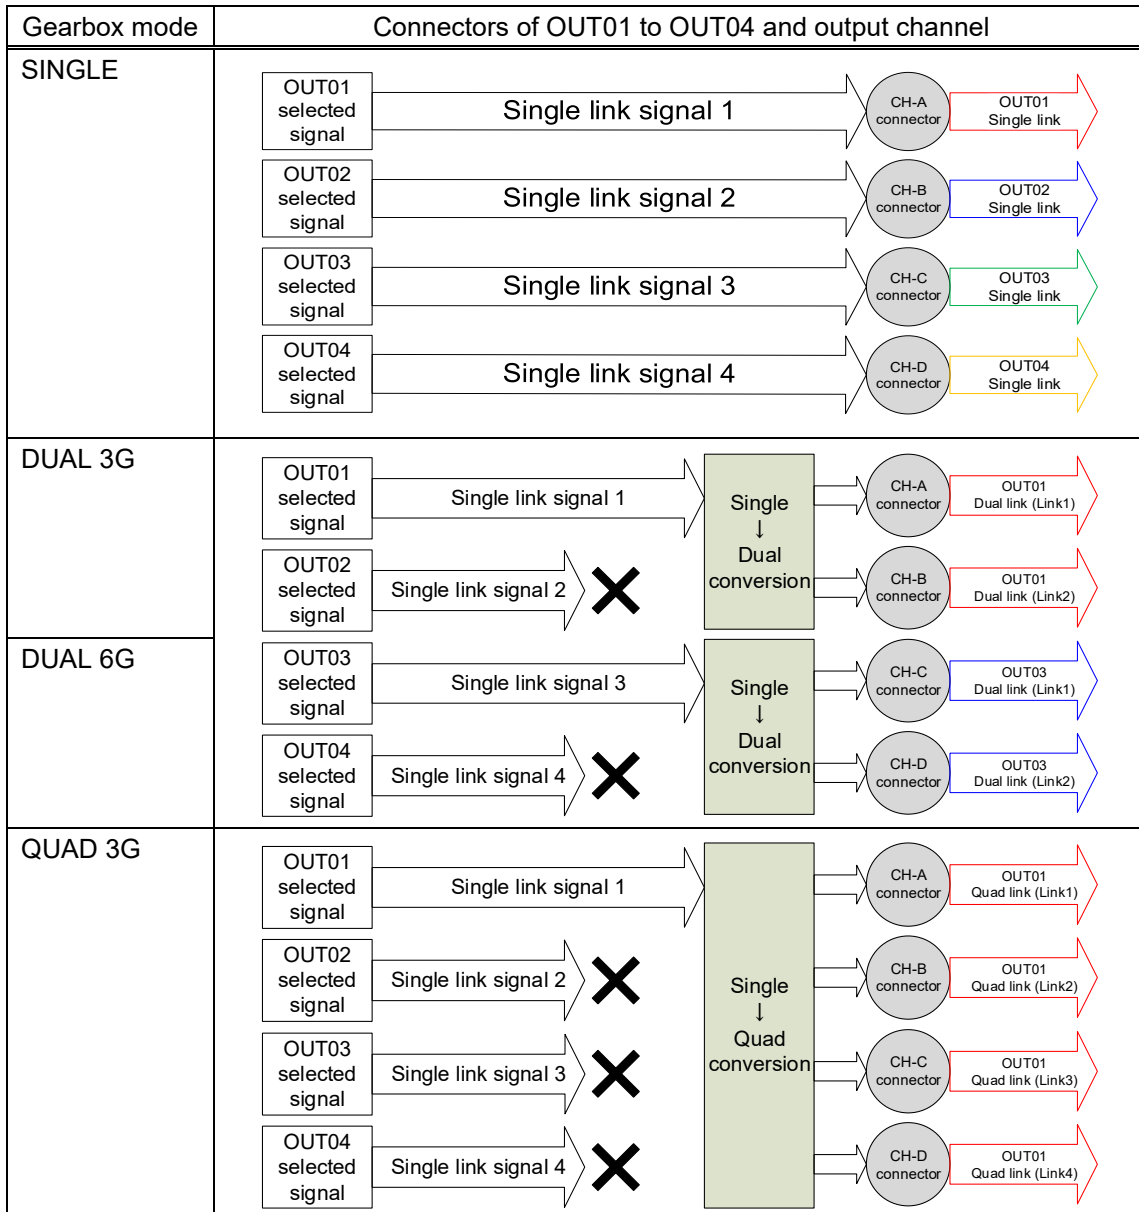 Gearbox mode
Connectors of OUT01 to OUT04 and output channel
SINGLE
OUT01
selected
signal
Single link signal 1
CH-A
connector
OUT01
Single link
OUT02
selected
signal
Single link signal 2
CH-B
connector
OUT02
Single link
OUT03
selected
signal
Single link signal 3
CH-C
connector
OUT03
Single link
OUT04
selected
signal
Single link signal 4
CH-D
connector
OUT04
Single link
DUAL 3G
OUT01
selected
signal
Single link signal 1
Single
↓
Dual
conversion
CH-A
connector
OUT01
Dual link (Link1)
OUT02
selected
signal
Single link signal 2
CH-B
connector
OUT01
Dual link (Link2)
DUAL 6G
OUT03
selected
signal
Single link signal 3
Single
↓
Dual
conversion
CH-C
connector
OUT03
Dual link (Link1)
OUT04
selected
signal
Single link signal 4
CH-D
connector
OUT03
Dual link (Link2)
QUAD 3G
OUT01
selected
signal
Single link signal 1
CH-A
connector
OUT01
Quad link (Link1)
OUT02
selected
signal
Single link signal 2
Single
↓
Quad
conversion
CH-B
connector
OUT01
Quad link (Link2)
OUT03
selected
signal
Single link signal 3
CH-C
connector
OUT01
Quad link (Link3)
OUT04
selected
signal
Single link signal 4
CH-D
connector
OUT01
Quad link (Link4)